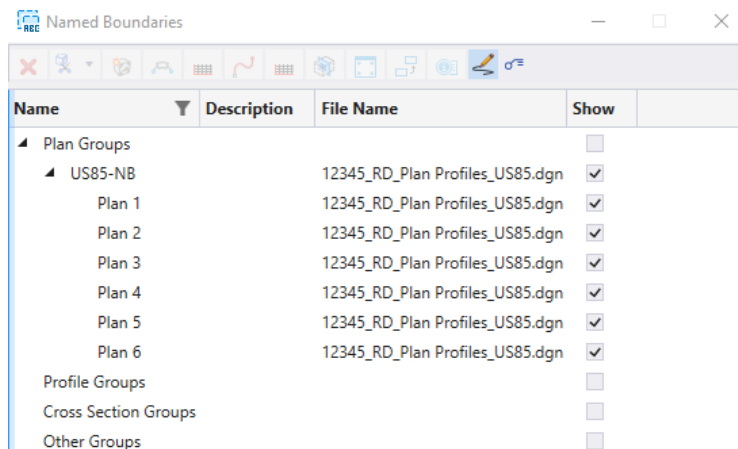 Named Boundaries
Name Description File Name Show
Plan Groups
US85-NB 12345_RD_Plan Profiles_US85.dgn
Plan 1 12345_RD_Plan Profiles_US85.dgn
Plan 2 12345_RD_Plan Profiles_US85.dgn
Plan 3 12345_RD_Plan Profiles_US85.dgn
Plan 4 12345_RD_Plan Profiles_US85.dgn
Plan 5 12345_RD_Plan Profiles_US85.dgn
Plan 6 12345_RD_Plan Profiles_US85.dgn
Profile Groups
Cross Section Groups
Other Groups